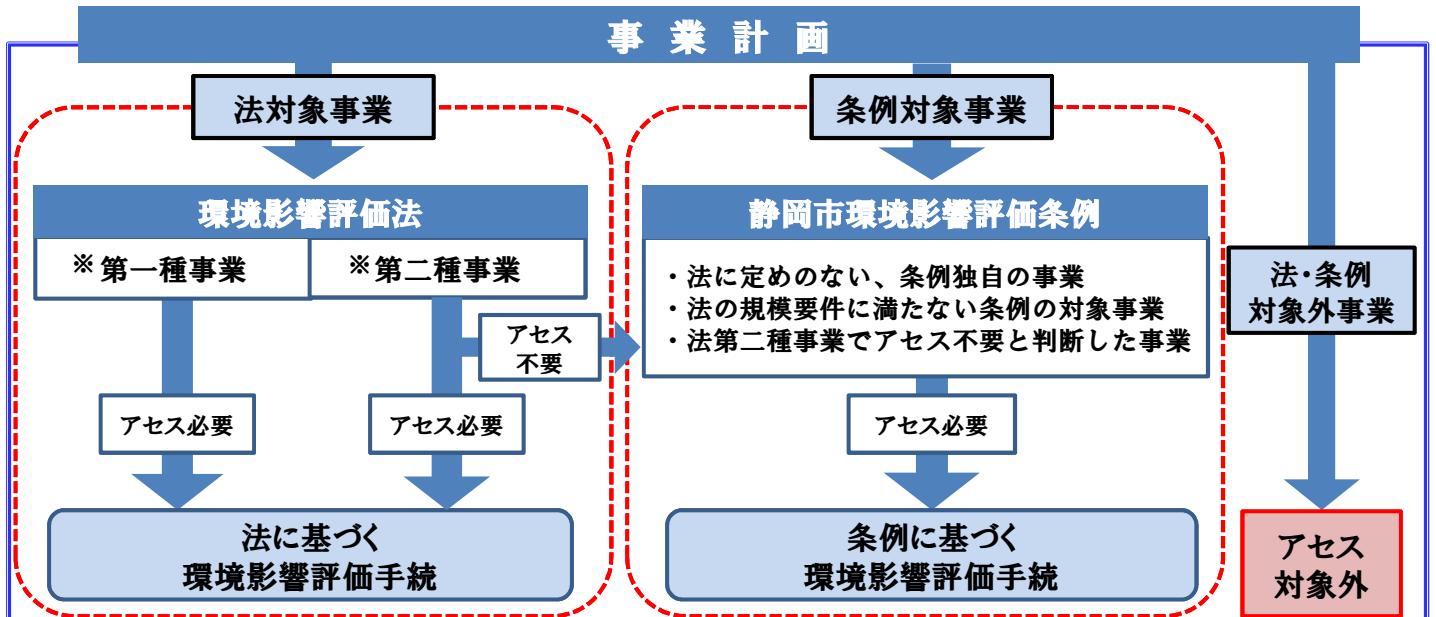 事業計画
法対象事業
環境影響評価法
※第一種事業
※第二種事業
アセス
不要
アセス必要
アセス必要
法に基づく
環境影響評価手続
条例対象事業
静岡市環境影響評価条例
・法に定めのない、条例独自の事業
・法の規模要件に満たない条例の対象事業
・法第二種事業でアセス不要と判断した事業
アセス必要
条例に基づく
環境影響評価手続
法・条例
対象外事業
アセス
対象外